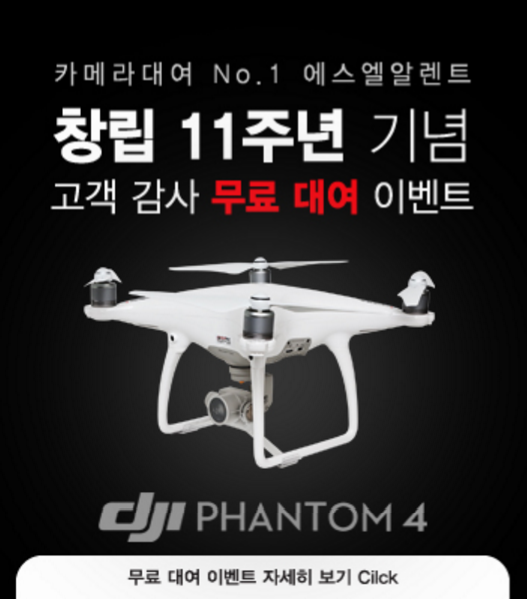 카메라대여 No.1 에스엘알렌트
창립 11주년 기념
고객 감사 무료 대여 이벤트
dji PHANTOM 4
무료 대여 이벤트 자세히 보기 Cilck